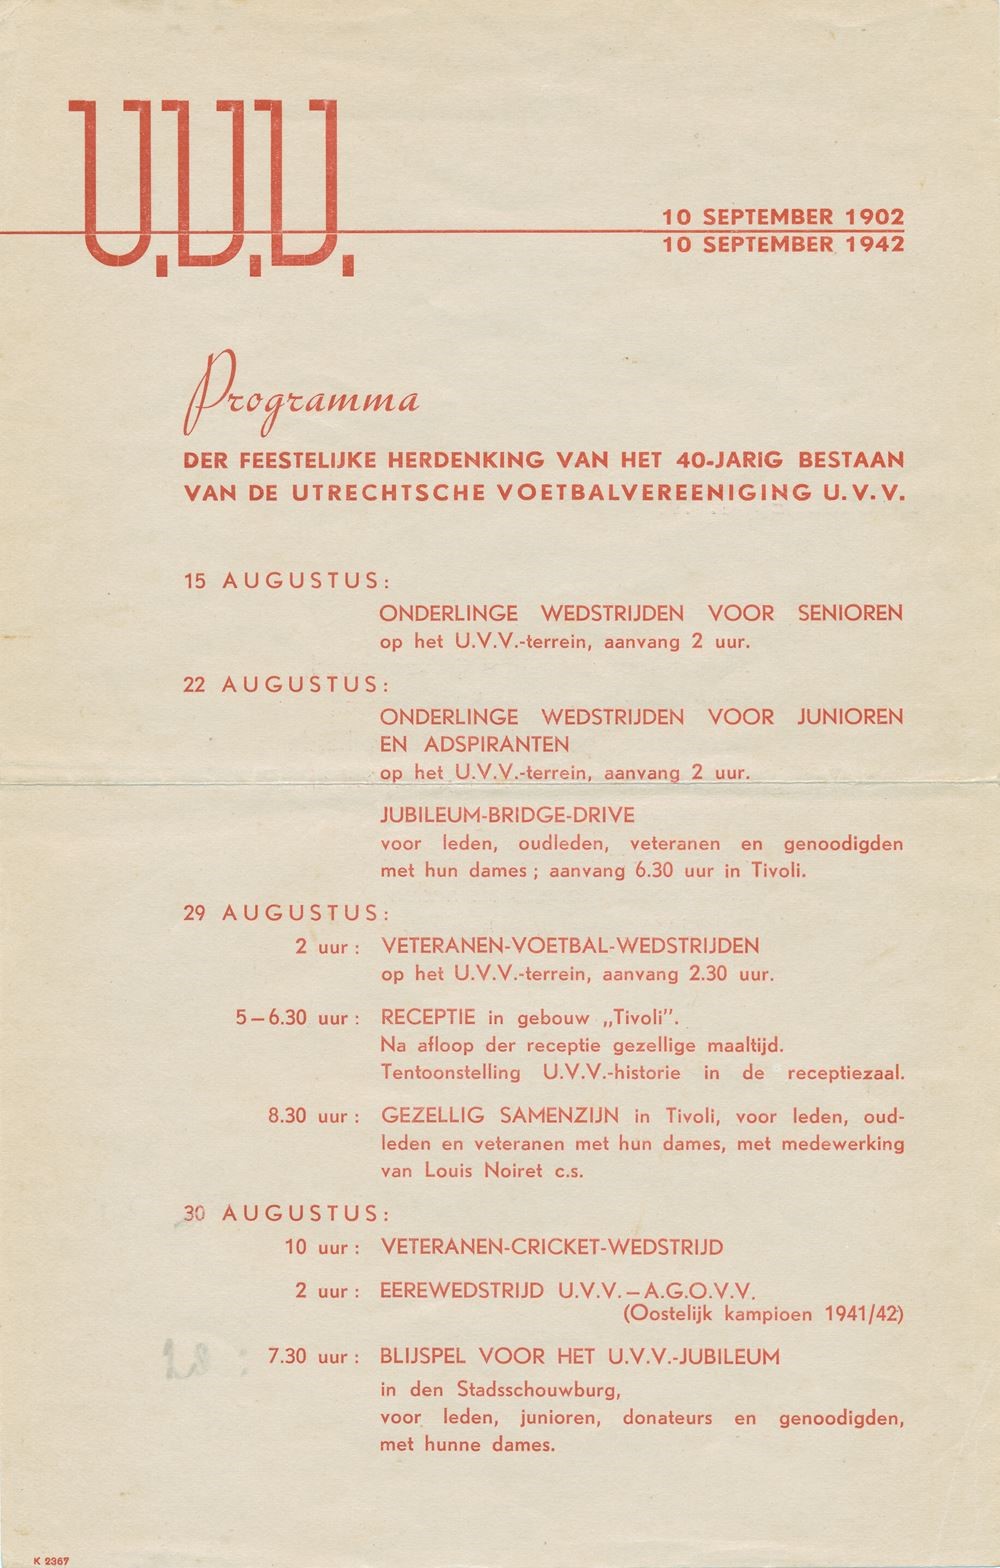 U.V.V.
10 SEPTEMBER 1902
10 SEPTEMBER 1942
Programma
DER FEESTELIJKE HERDENKING VAN HET 40-JARIG BESTAAN
VAN DE UTRECHTSCHE VOETBALVEREENIGING U.V.V.
15 AUGUSTUS:
ONDERLINGE WEDSTRIJDEN VOOR SENIOREN
op het U.V.V.-terrein, aanvang 2 uur.
22 AUGUSTUS:
ONDERLINGE WEDSTRIJDEN VOOR JUNIOREN
EN ADSPIRANTEN
op het U.V.V.-terrein, aanvang 2 uur.
JUBILEUM-BRIDGE-DRIVE
voor leden, oudleden, veteranen en genoodigden
met hun dames ; aanvang 6.30 uur in Tivoli.
29 AUGUSTUS:
2 uur : VETERANEN-VOETBAL-WEDSTRIJDEN
op het U.V.V.-terrein, aanvang 2.30 uur.
5–6.30 uur : RECEPTIE in gebouw „Tivoli”.
Na afloop der receptie gezellige maaltijd.
Tentoonstelling U.V.V.-historie in de receptiezaal.
8.30 uur : GEZELLIG SAMENZIJN in Tivoli, voor leden, oud-
leden en veteranen met hun dames, met medewerking
van Louis Noiret c.s.
30 AUGUSTUS:
10 uur : VETERANEN-CRICKET-WEDSTRIJD
2 uur : EEREWEDSTRIJD U.V.V.–A.G.O.V.V.
(Oostelijk kampioen 1941/42)
7.30 uur : BLIJSPEL VOOR HET U.V.V.-JUBILEUM
in den Stadsschouwburg,
voor leden, junioren, donateurs en genoodigden,
met hunne dames.
K 2367